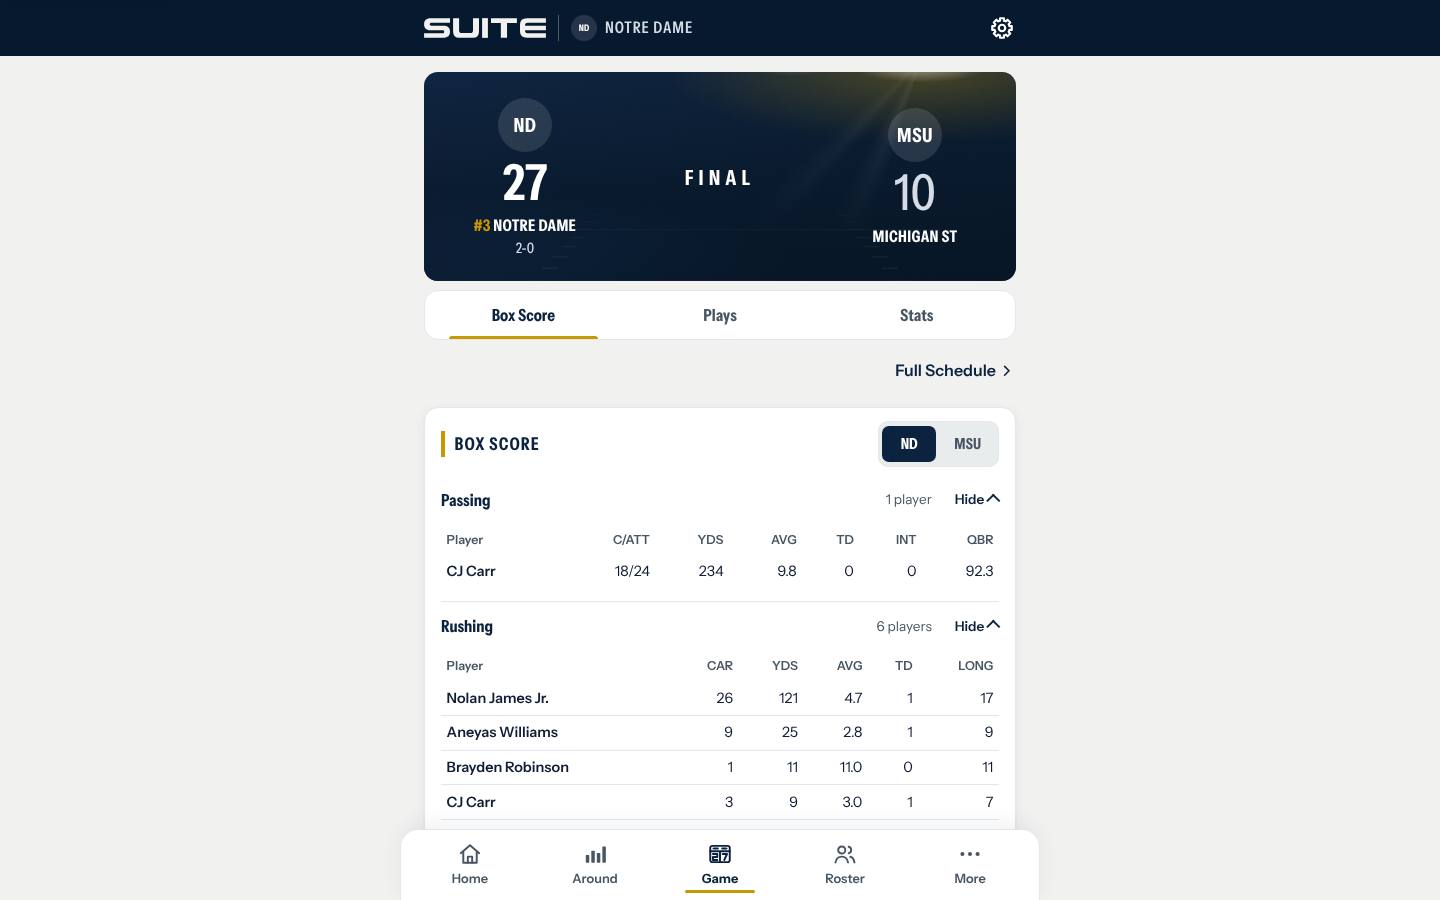 SUITE ND NOTRE DAME
ND
27
#3 NOTRE DAME
2-0
FINAL
MSU
10
MICHIGAN ST
Box Score Plays Stats
Full Schedule
BOX SCORE ND MSU
Passing 1 player Hide
Player C/ATT YDS AVG TD INT QBR
CJ Carr 18/24 234 9.8 0 0 92.3
Rushing 6 players Hide
Player CAR YDS AVG TD LONG
Nolan James Jr. 26 121 4.7 1 17
Aneyas Williams 9 25 2.8 1 9
Brayden Robinson 1 11 11.0 0 11
CJ Carr 3 9 3.0 1 7
27
Home Around Game Roster More